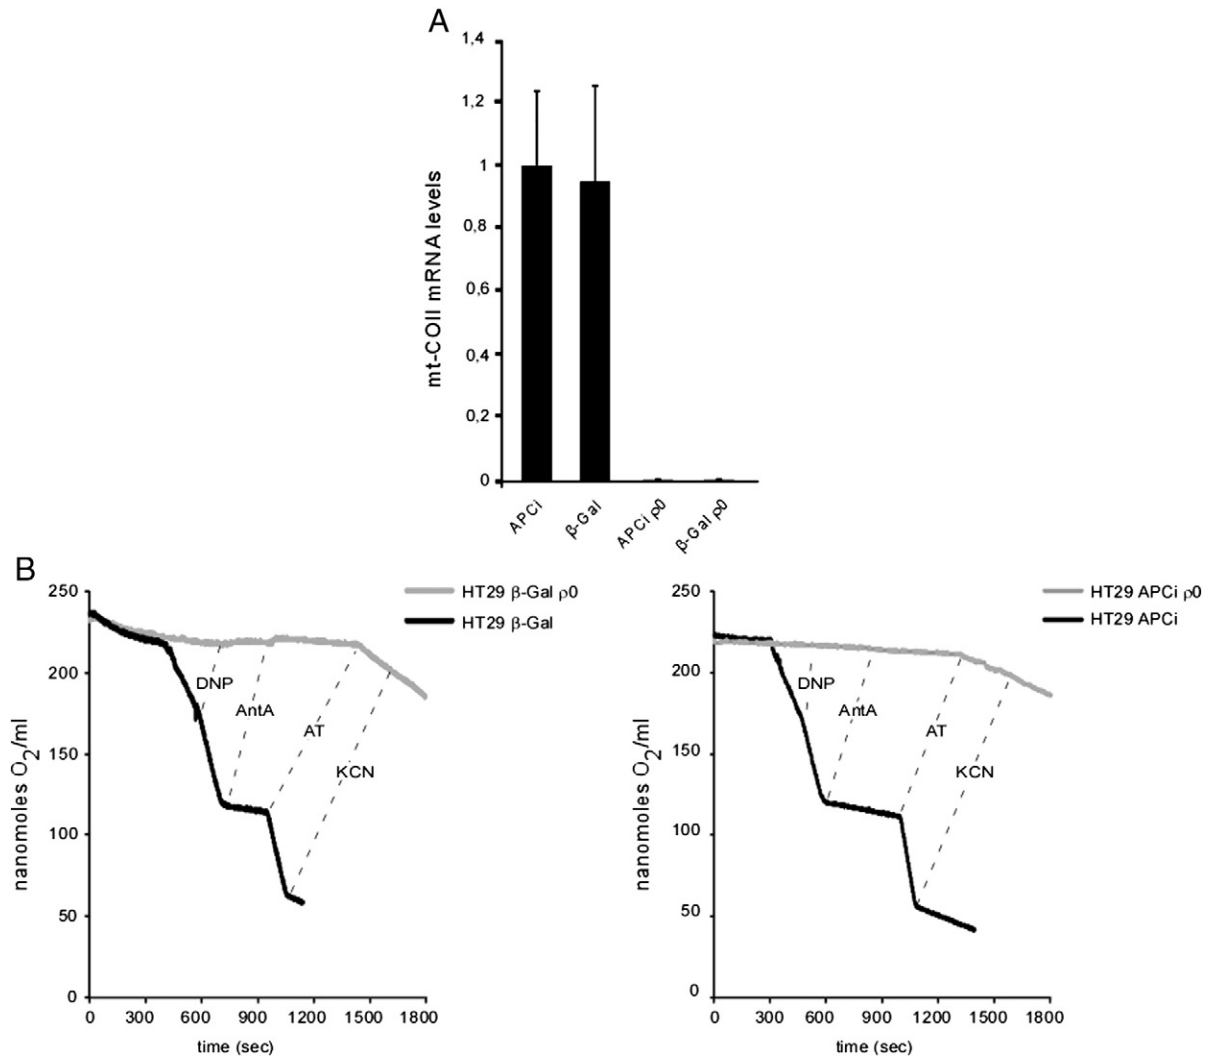 A
1,4
1,2
1
0,8
0,6
0,4
0,2
0
mt-COII mRNA levels
APCi
β-Gal
APCi ρ0
β-Gal ρ0
B
250
200
150
100
50
0
nanomoles O2/ml
0 300 600 900 1200 1500 1800
time (sec)
HT29 β-Gal ρ0
HT29 β-Gal
DNP
AntA
AT
KCN
250
200
150
100
50
0
nanomoles O2/ml
0 300 600 900 1200 1500 1800
time (sec)
HT29 APCi ρ0
HT29 APCi
DNP
AntA
AT
KCN